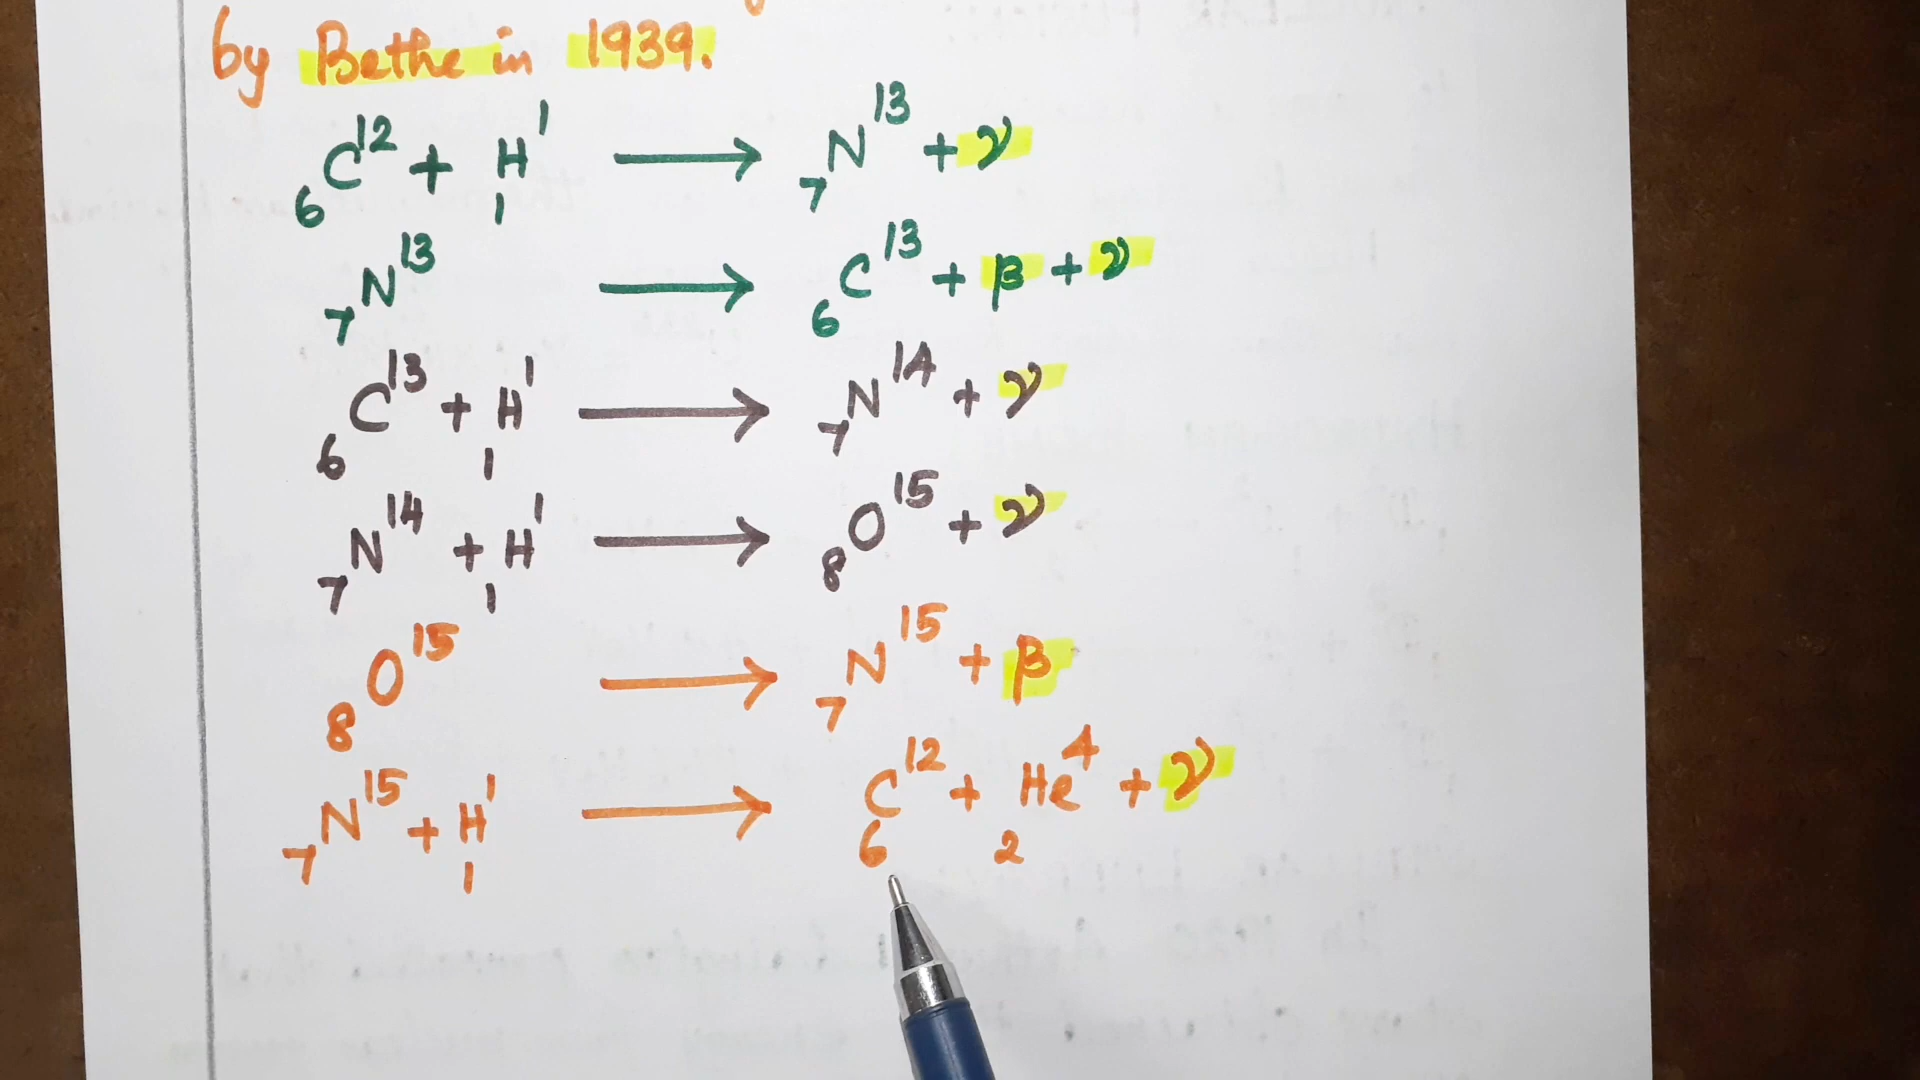 by Bethe in 1939.
₆C¹² + ₁H¹ → ₇N¹³ + ν
₇N¹³ → ₆C¹³ + β + ν
₆C¹³ + ₁H¹ → ₇N¹⁴ + ν
₇N¹⁴ + ₁H¹ → ₈O¹⁵ + ν
₈O¹⁵ → ₇N¹⁵ + β
₇N¹⁵ + ₁H¹ → ₆C¹² + ₂He⁴ + ν